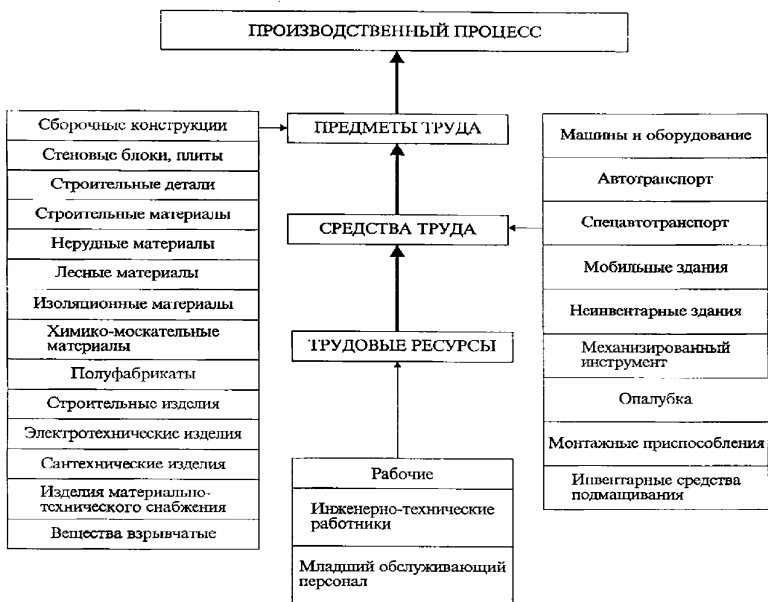 ПРОИЗВОДСТВЕННЫЙ ПРОЦЕСС
Сборочные конструкции
Стеновые блоки, плиты
Строительные детали
Строительные материалы
Нерудные материалы
Лесные материалы
Изоляционные материалы
Химико-москательные
материалы
Полуфабрикаты
Строительные изделия
Электротехнические изделия
Сантехнические изделия
Изделия материально-
технического снабжения
Вещества взрывчатые
ПРЕДМЕТЫ ТРУДА
СРЕДСТВА ТРУДА
ТРУДОВЫЕ РЕСУРСЫ
Рабочие
Инженерно-технические
работники
Младший обслуживающий
персонал
Машины и оборудование
Автотранспорт
Спецавтотранспорт
Мобильные здания
Неинвентарные здания
Механизированный
инструмент
Опалубка
Монтажные приспособления
Инвентарные средства
подмащивания